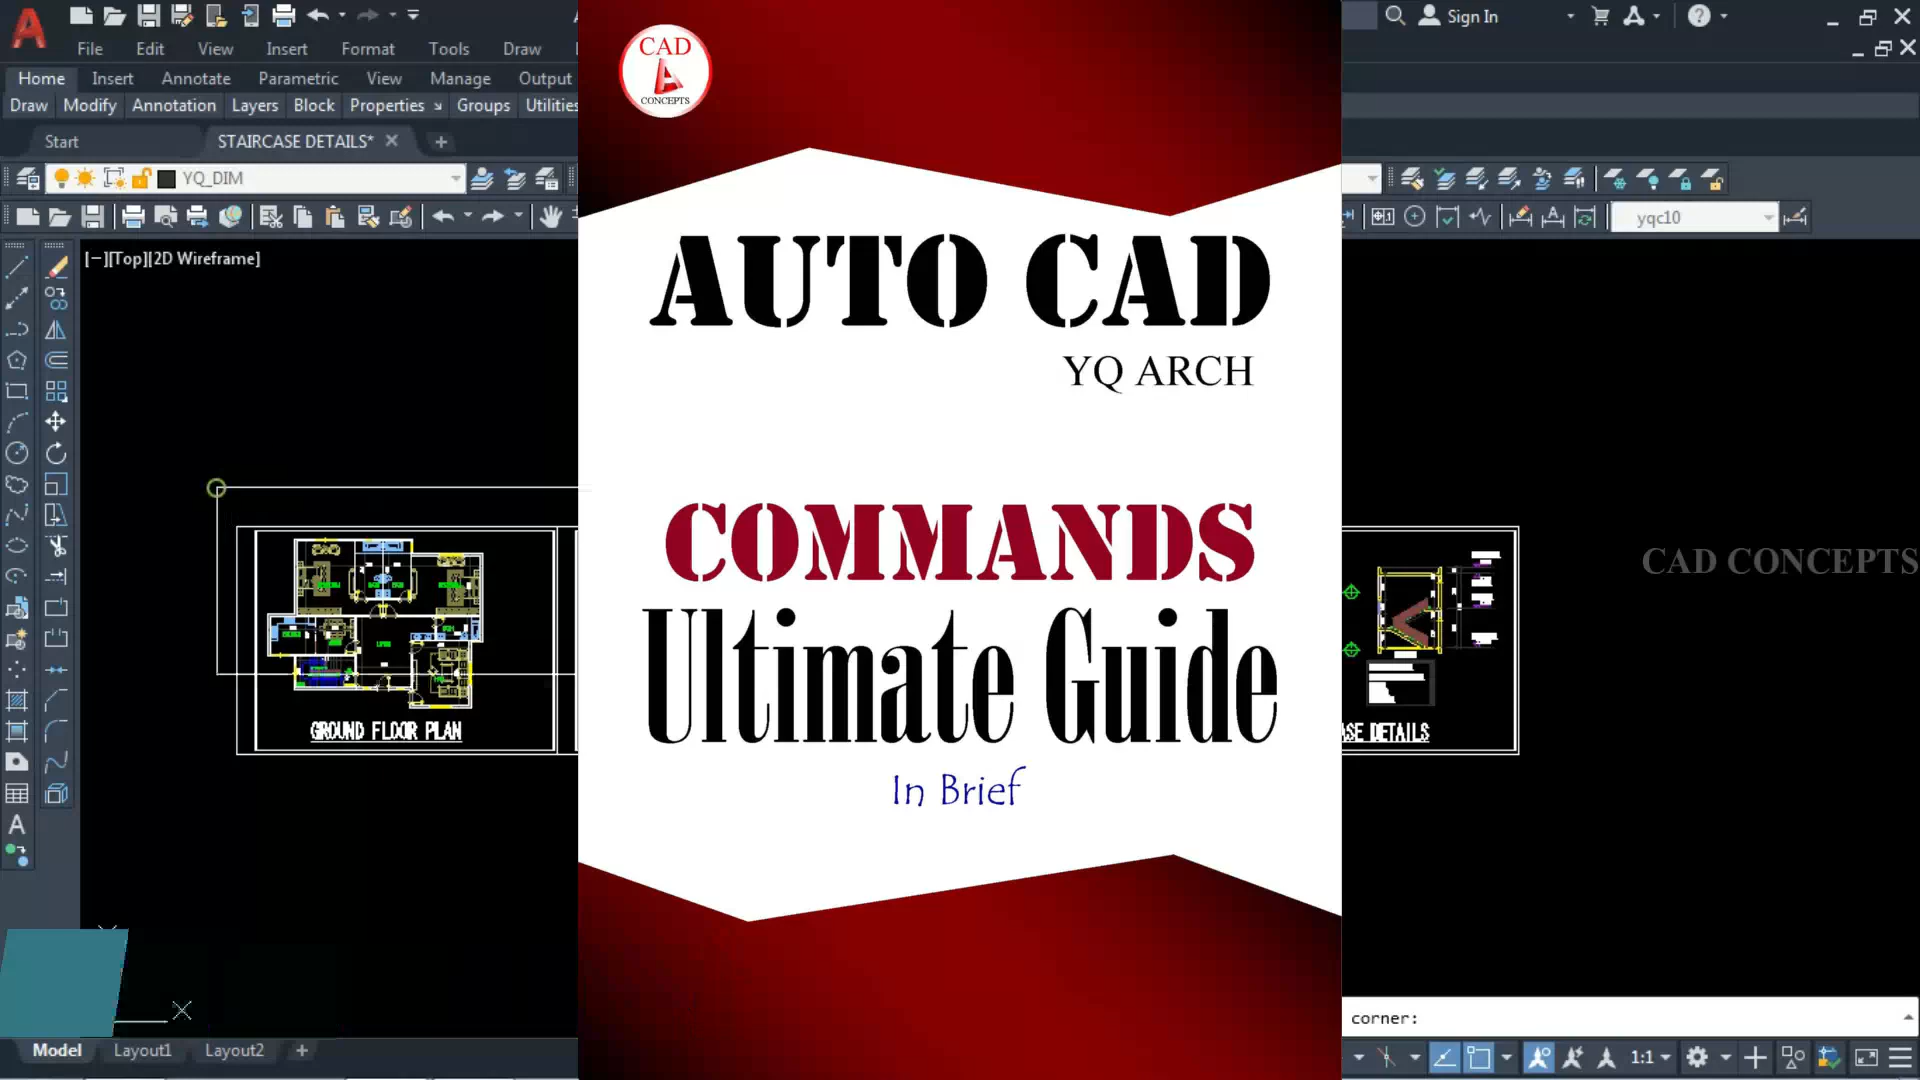 Sign In
File Edit View Insert Format Tools Draw
Home Insert Annotate Parametric View Manage Output
Draw Modify Annotation Layers Block Properties Groups Utilities
Start STAIRCASE DETAILS*
YQ_DIM
yqc10
[−][Top][2D Wireframe]
CAD
CONCEPTS
AUTO CAD
YQ ARCH
COMMANDS
Ultimate Guide
In Brief
GROUND FLOOR PLAN
ASE DETAILS
CAD CONCEPTS
corner:
Model Layout1 Layout2
1:1